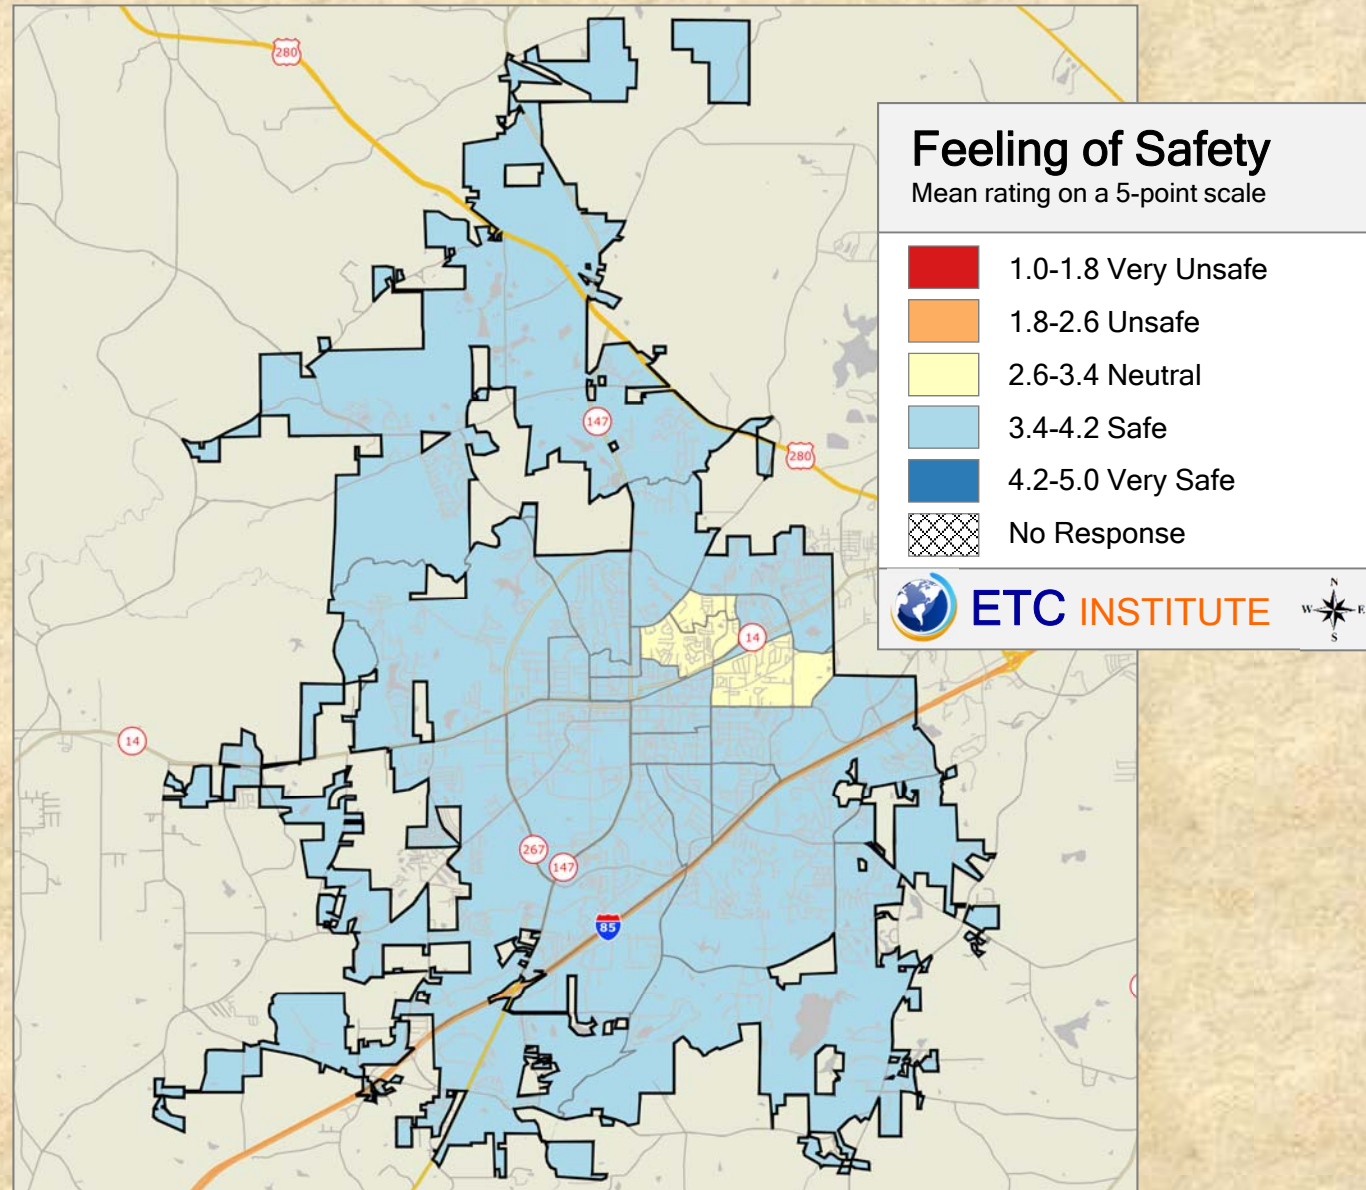 280
Feeling of Safety
Mean rating on a 5-point scale
1.0-1.8 Very Unsafe
1.8-2.6 Unsafe
2.6-3.4 Neutral
3.4-4.2 Safe
4.2-5.0 Very Safe
No Response
ETC INSTITUTE
N
W E
S
147
280
14
14
267
147
85